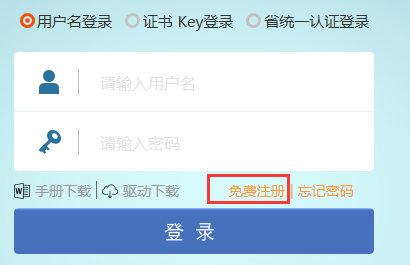 用户名登录 证书 Key登录 省统一认证登录
请输入用户名
请输入密码
手册下载 | 驱动下载 免费注册 | 忘记密码
登 录